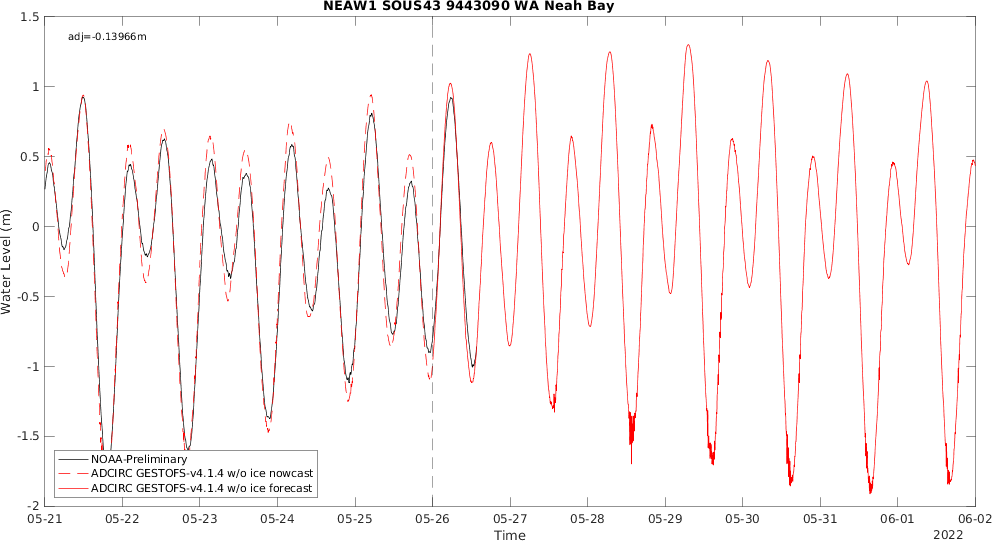 NEAW1 SOUS43 9443090 WA Neah Bay
adj=-0.13966m
1.5
1
0.5
0
-0.5
-1
-1.5
-2
Water Level (m)
NOAA-Preliminary
ADCIRC GESTOFS-v4.1.4 w/o ice nowcast
ADCIRC GESTOFS-v4.1.4 w/o ice forecast
05-21 05-22 05-23 05-24 05-25 05-26 05-27 05-28 05-29 05-30 05-31 06-01 06-02
Time
2022